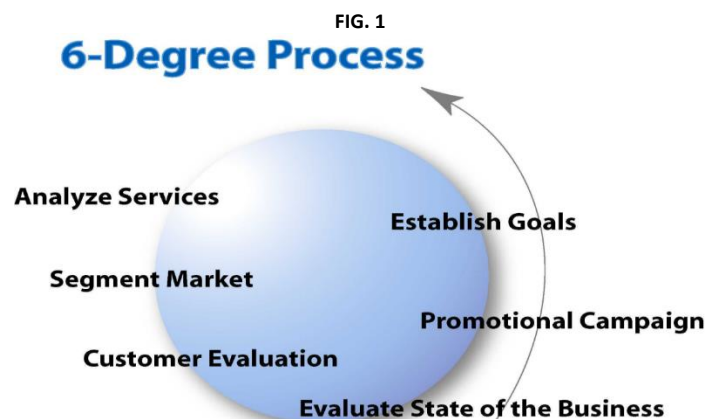 FIG. 1
6-Degree Process
Analyze Services
Establish Goals
Segment Market
Promotional Campaign
Customer Evaluation
Evaluate State of the Business